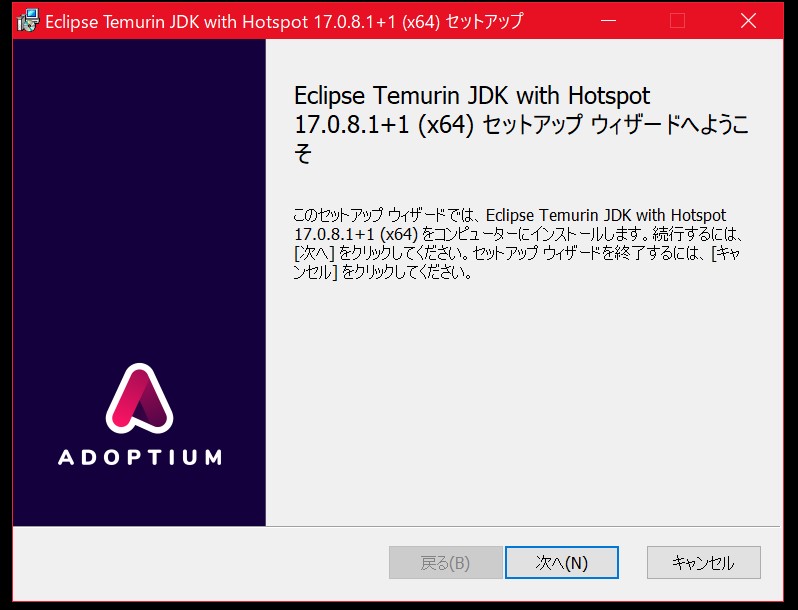 Eclipse Temurin JDK with Hotspot 17.0.8.1+1 (x64) セットアップ
Eclipse Temurin JDK with Hotspot
17.0.8.1+1 (x64) セットアップ ウィザードへようこ
そ
このセットアップ ウィザードでは、Eclipse Temurin JDK with Hotspot
17.0.8.1+1 (x64) をコンピューターにインストールします。続行するには、
[次へ] をクリックしてください。セットアップ ウィザードを終了するには、[キャ
ンセル] をクリックしてください。
ADOPTIUM
戻る(B)
次へ(N)
キャンセル